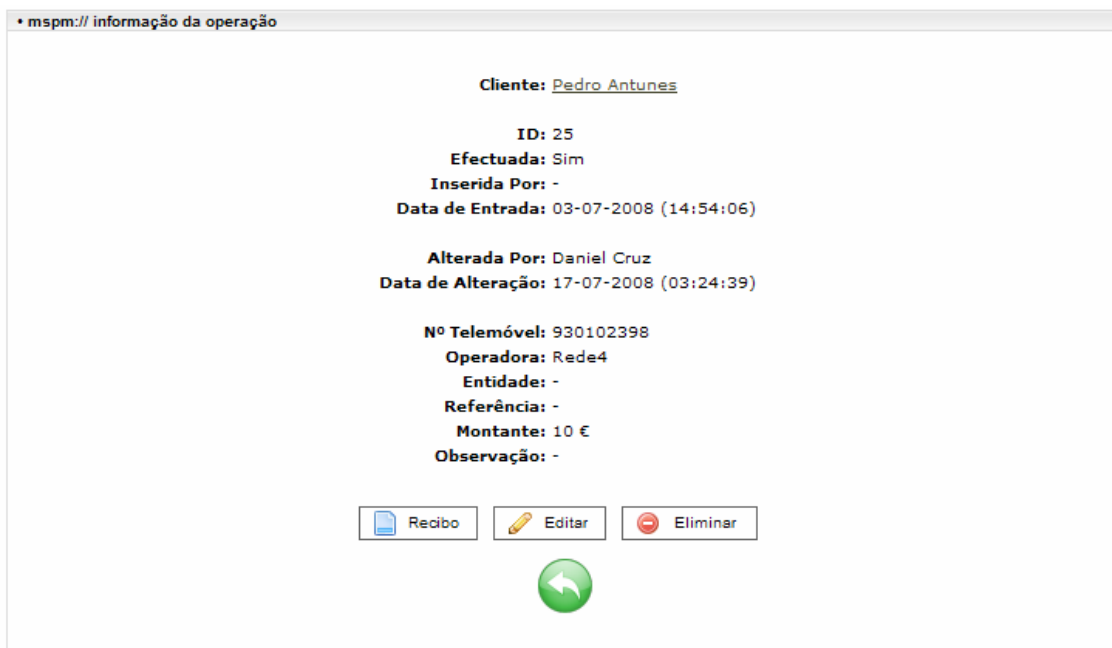 • mspm:// informação da operação
Cliente: Pedro Antunes
ID: 25
Efectuada: Sim
Inserida Por: -
Data de Entrada: 03-07-2008 (14:54:06)
Alterada Por: Daniel Cruz
Data de Alteração: 17-07-2008 (03:24:39)
Nº Telemóvel: 930102398
Operadora: Rede4
Entidade: -
Referência: -
Montante: 10 €
Observação: -
Recibo Editar Eliminar